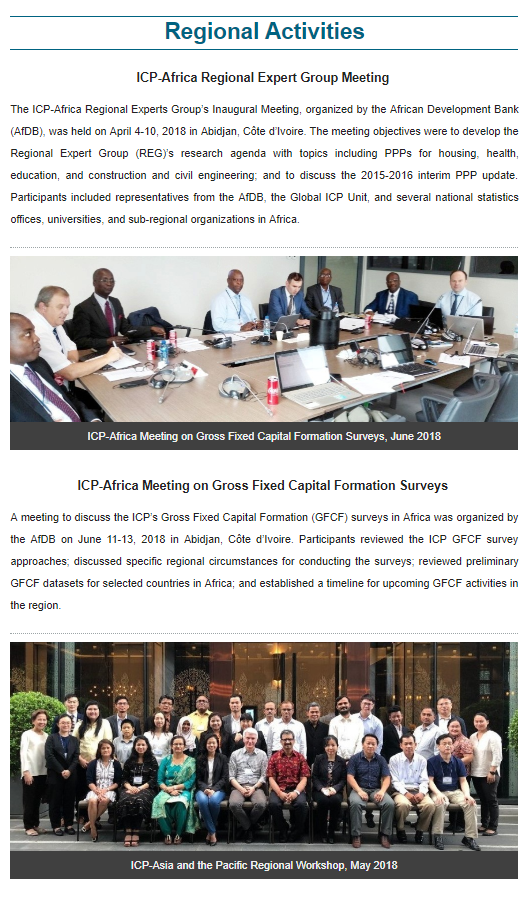 Regional Activities
ICP-Africa Regional Expert Group Meeting
The ICP-Africa Regional Experts Group's Inaugural Meeting, organized by the African Development Bank
(AfDB), was held on April 4-10, 2018 in Abidjan, Côte d'Ivoire. The meeting objectives were to develop the
Regional Expert Group (REG)'s research agenda with topics including PPPs for housing, health,
education, and construction and civil engineering; and to discuss the 2015-2016 interim PPP update.
Participants included representatives from the AfDB, the Global ICP Unit, and several national statistics
offices, universities, and sub-regional organizations in Africa.
ICP-Africa Meeting on Gross Fixed Capital Formation Surveys, June 2018
ICP-Africa Meeting on Gross Fixed Capital Formation Surveys
A meeting to discuss the ICP's Gross Fixed Capital Formation (GFCF) surveys in Africa was organized by
the AfDB on June 11-13, 2018 in Abidjan, Côte d'Ivoire. Participants reviewed the ICP GFCF survey
approaches; discussed specific regional circumstances for conducting the surveys; reviewed preliminary
GFCF datasets for selected countries in Africa; and established a timeline for upcoming GFCF activities in
the region.
ICP-Asia and the Pacific Regional Workshop, May 2018